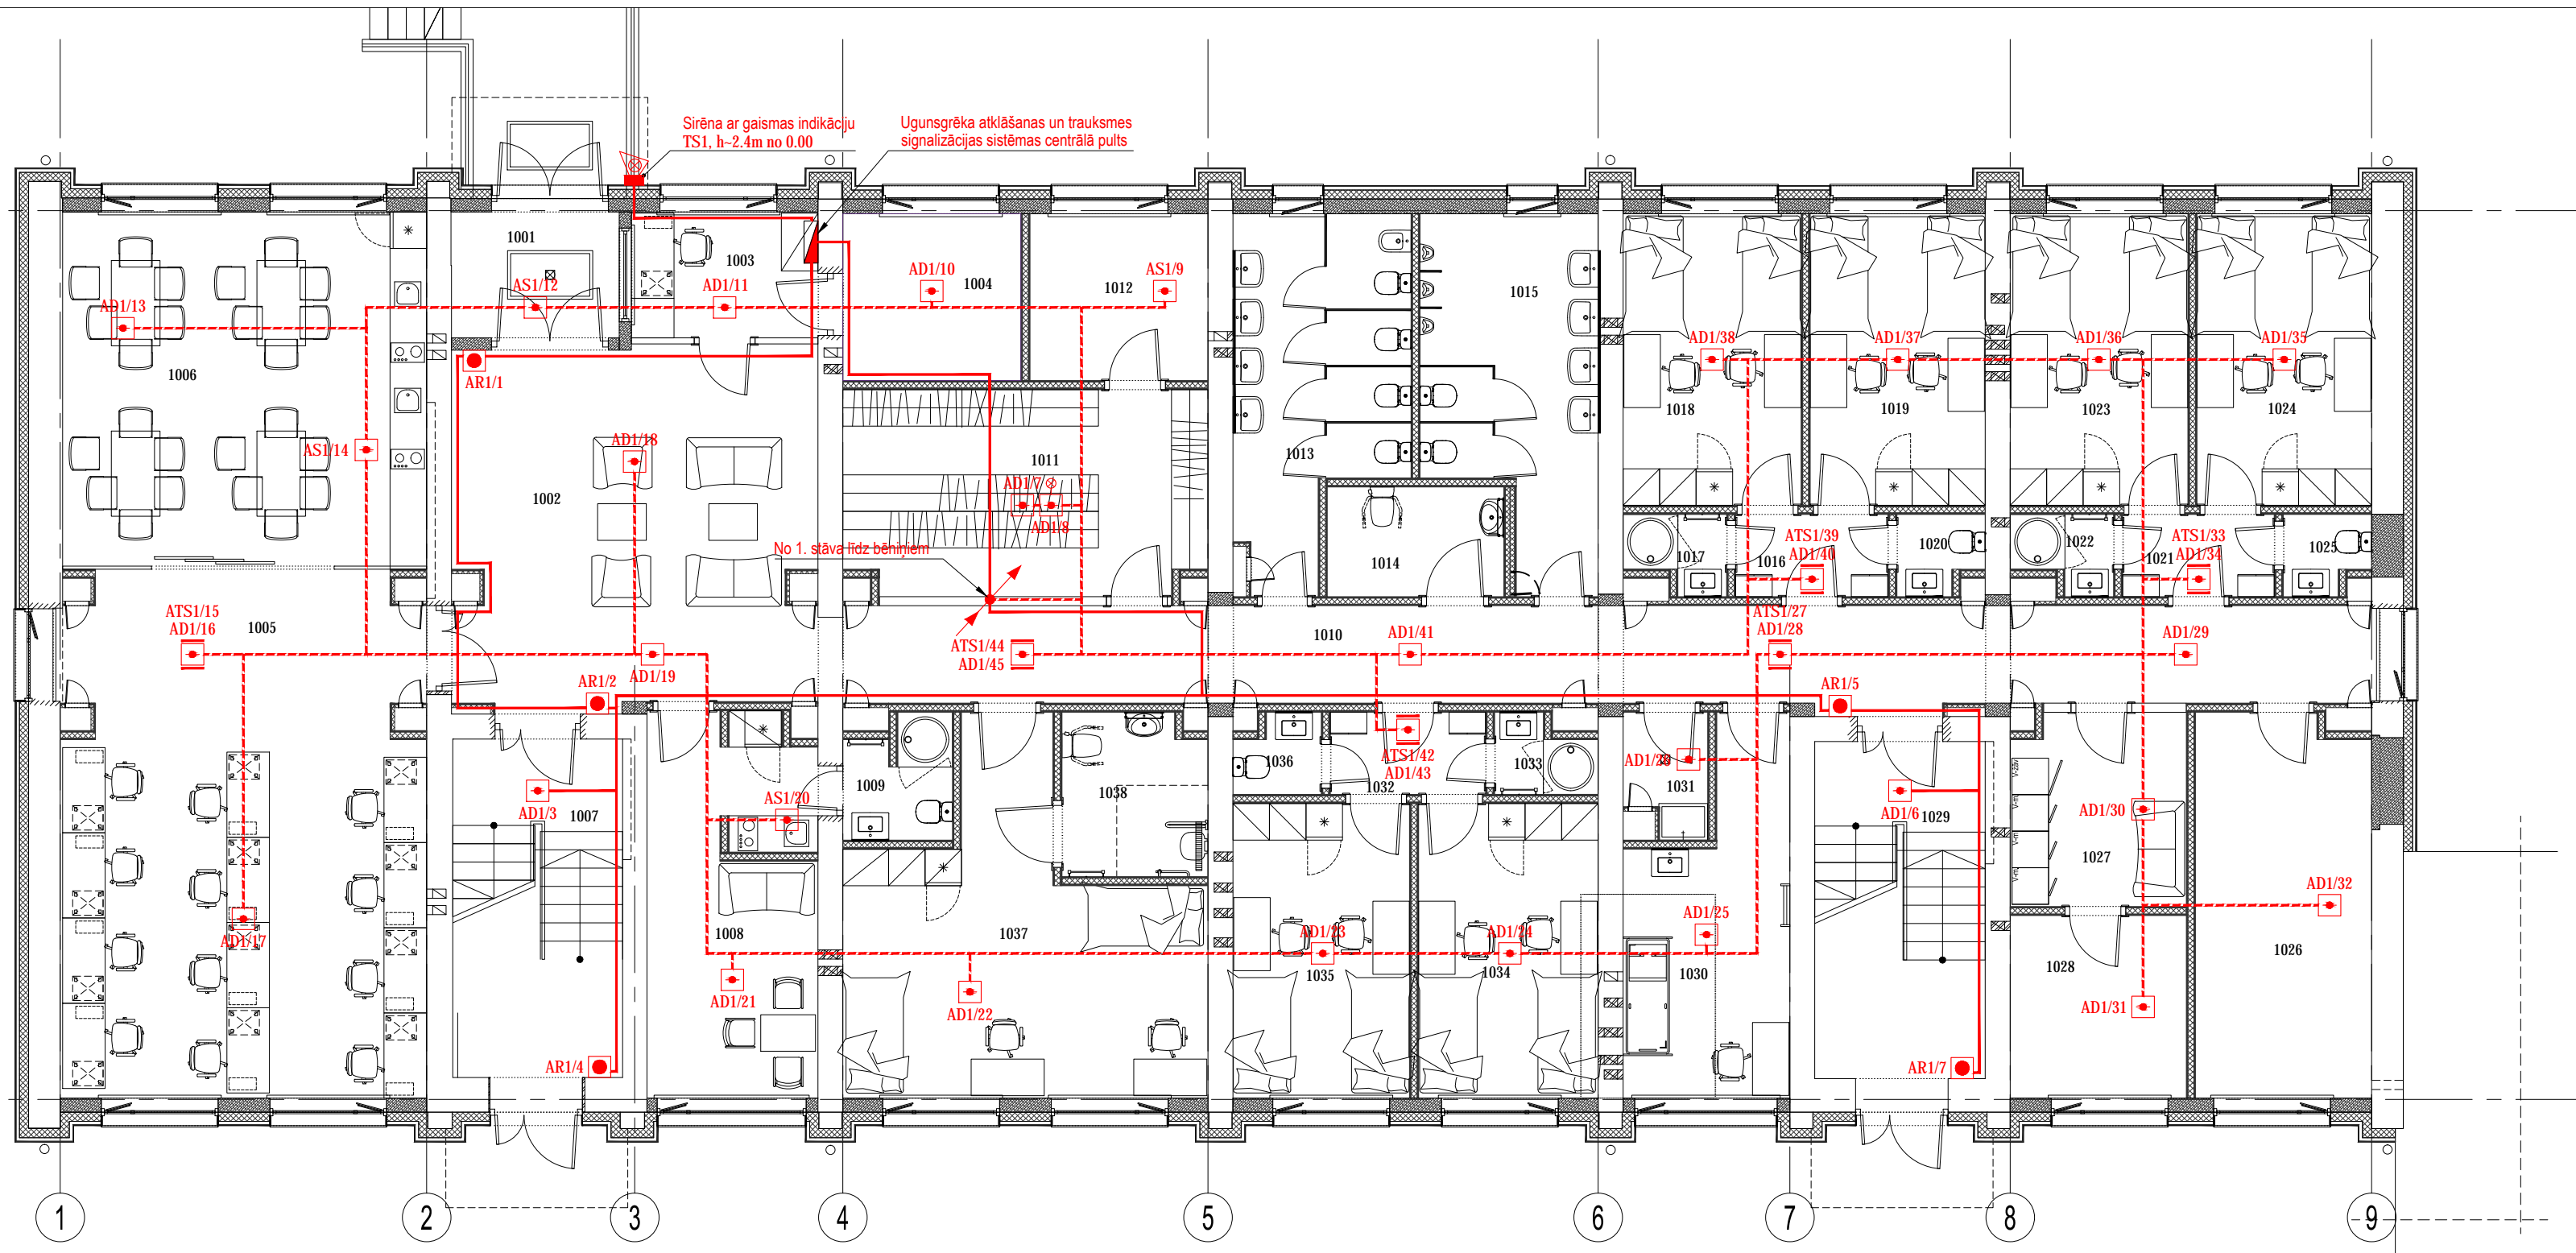 Sirēna ar gaismas indikāciju
TS1, h~2.4m no 0.00
Ugunsgrēka atklāšanas un trauksmes
signalizācijas sistēmas centrālā pults
1001
1003
AD1/10
1004
AS1/9
1012
1015
AD1/13
AS1/12
AD1/11
1006
AR1/1
AD1/38
AD1/37
AD1/36
AD1/35
1018
1019
1023
1024
AS1/14
AD1/18
1002
1011
AD1/7
AD1/8
1013
1014
No 1. stāva līdz bēniņiem
1017
1016
ATS1/39
AD1/40
1020
1022
1021
ATS1/33
AD1/34
1025
ATS1/15
AD1/16
1005
AD1/19
ATS1/44
AD1/45
1010
AD1/41
ATS1/27
AD1/28
AD1/29
AR1/2
AR1/5
AD1/3
1007
AS1/20
1009
1038
1036
ATS1/42
AD1/43
1032
1033
1031
AD1/6
1029
AD1/30
1027
AD1/17
1008
1037
AD1/23
1035
AD1/24
1034
AD1/25
1030
AD1/32
1026
1028
AD1/21
AD1/22
AD1/31
AR1/4
AR1/7
1
2
3
4
5
6
7
8
9